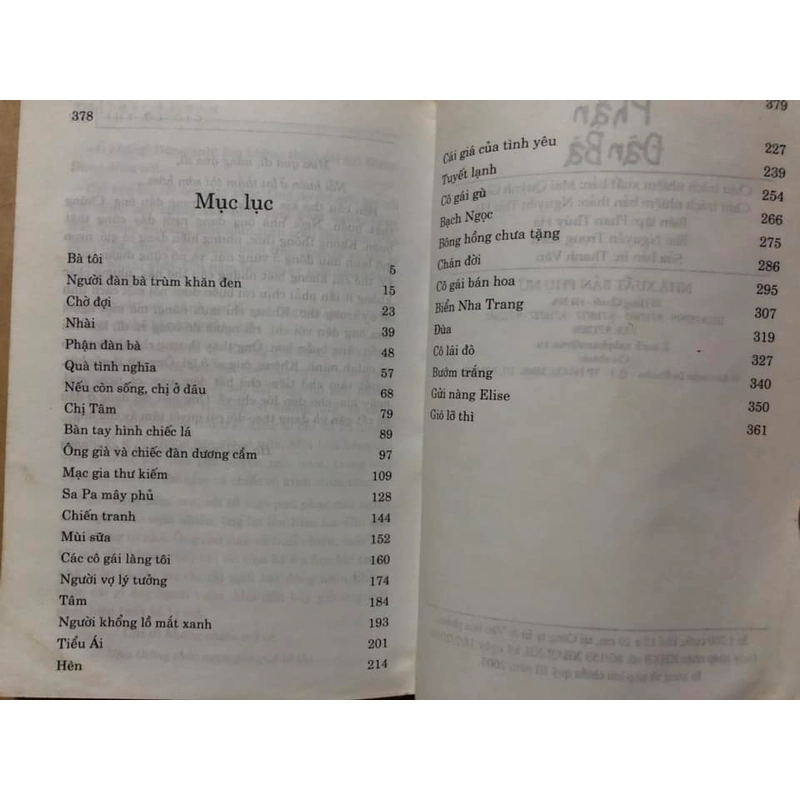 378
Mục lục
Bà tôi 5
Người đàn bà trùm khăn đen 15
Chờ đợi 23
Nhài 39
Phận đàn bà 48
Quà tình nghĩa 57
Nếu còn sống, chị ở đâu 68
Chị Tâm 79
Bàn tay hình chiếc lá 89
Ông già và chiếc đàn dương cầm 97
Mạc gia thư kiếm 109
Sa Pa mây phủ 128
Chiến tranh 144
Mùi sữa 152
Các cô gái làng tôi 160
Người vợ lý tưởng 174
Tâm 184
Người khổng lồ mắt xanh 193
Tiểu Ái 201
Hèn 214
379
Cái giá của tình yêu 227
Tuyết lạnh 239
Cô gái gù 254
Bạch Ngọc 266
Bông hồng chưa tặng 275
Chán đời 286
Cô gái bán hoa 295
Biển Nha Trang 307
Đùa 319
Cô lái đò 327
Bướm trắng 340
Gửi nàng Elise 350
Gió lỡ thì 361